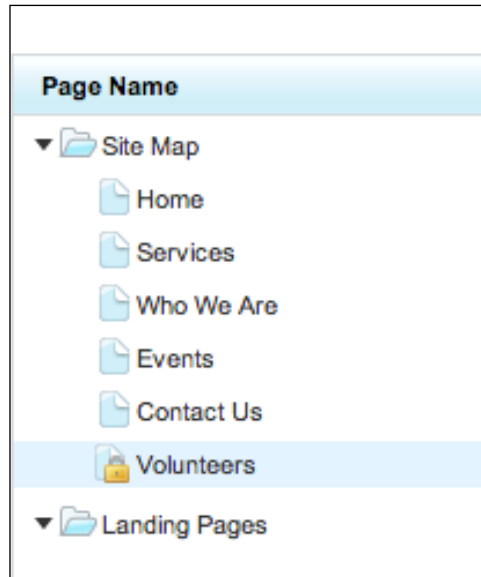 Page Name
Site Map
Home
Services
Who We Are
Events
Contact Us
Volunteers
Landing Pages